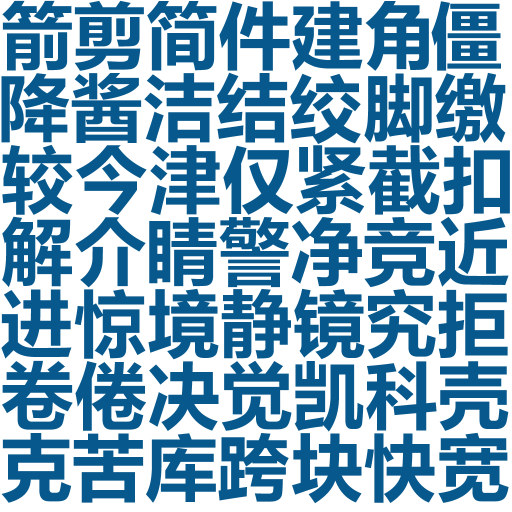 箭剪简件建角僵
降酱洁结绞脚缴
较今津仅紧截扣
解介睛警净竞近
进惊境静镜究拒
卷倦决觉凯科壳
克苦库跨块快宽